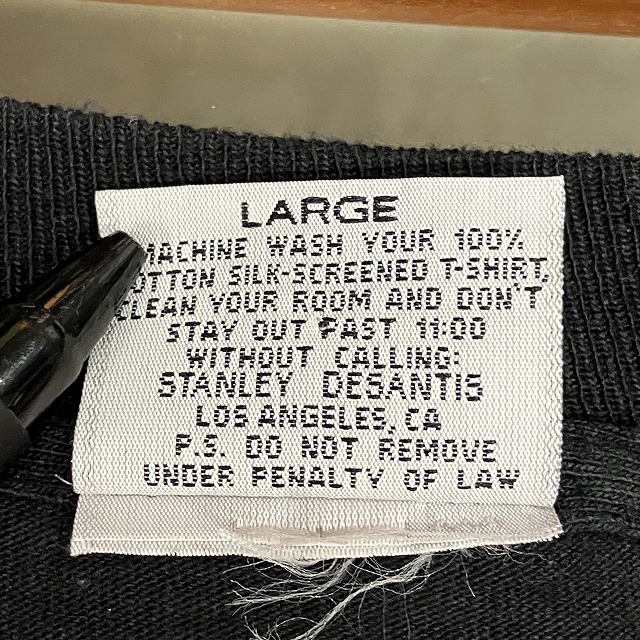 LARGE
MACHINE WASH YOUR 100%
COTTON SILK-SCREENED T-SHIRT,
CLEAN YOUR ROOM AND DON'T
STAY OUT PAST 11:00
WITHOUT CALLING:
STANLEY DESANTIS
LOS ANGELES, CA
P.S. DO NOT REMOVE
UNDER PENALTY OF LAW